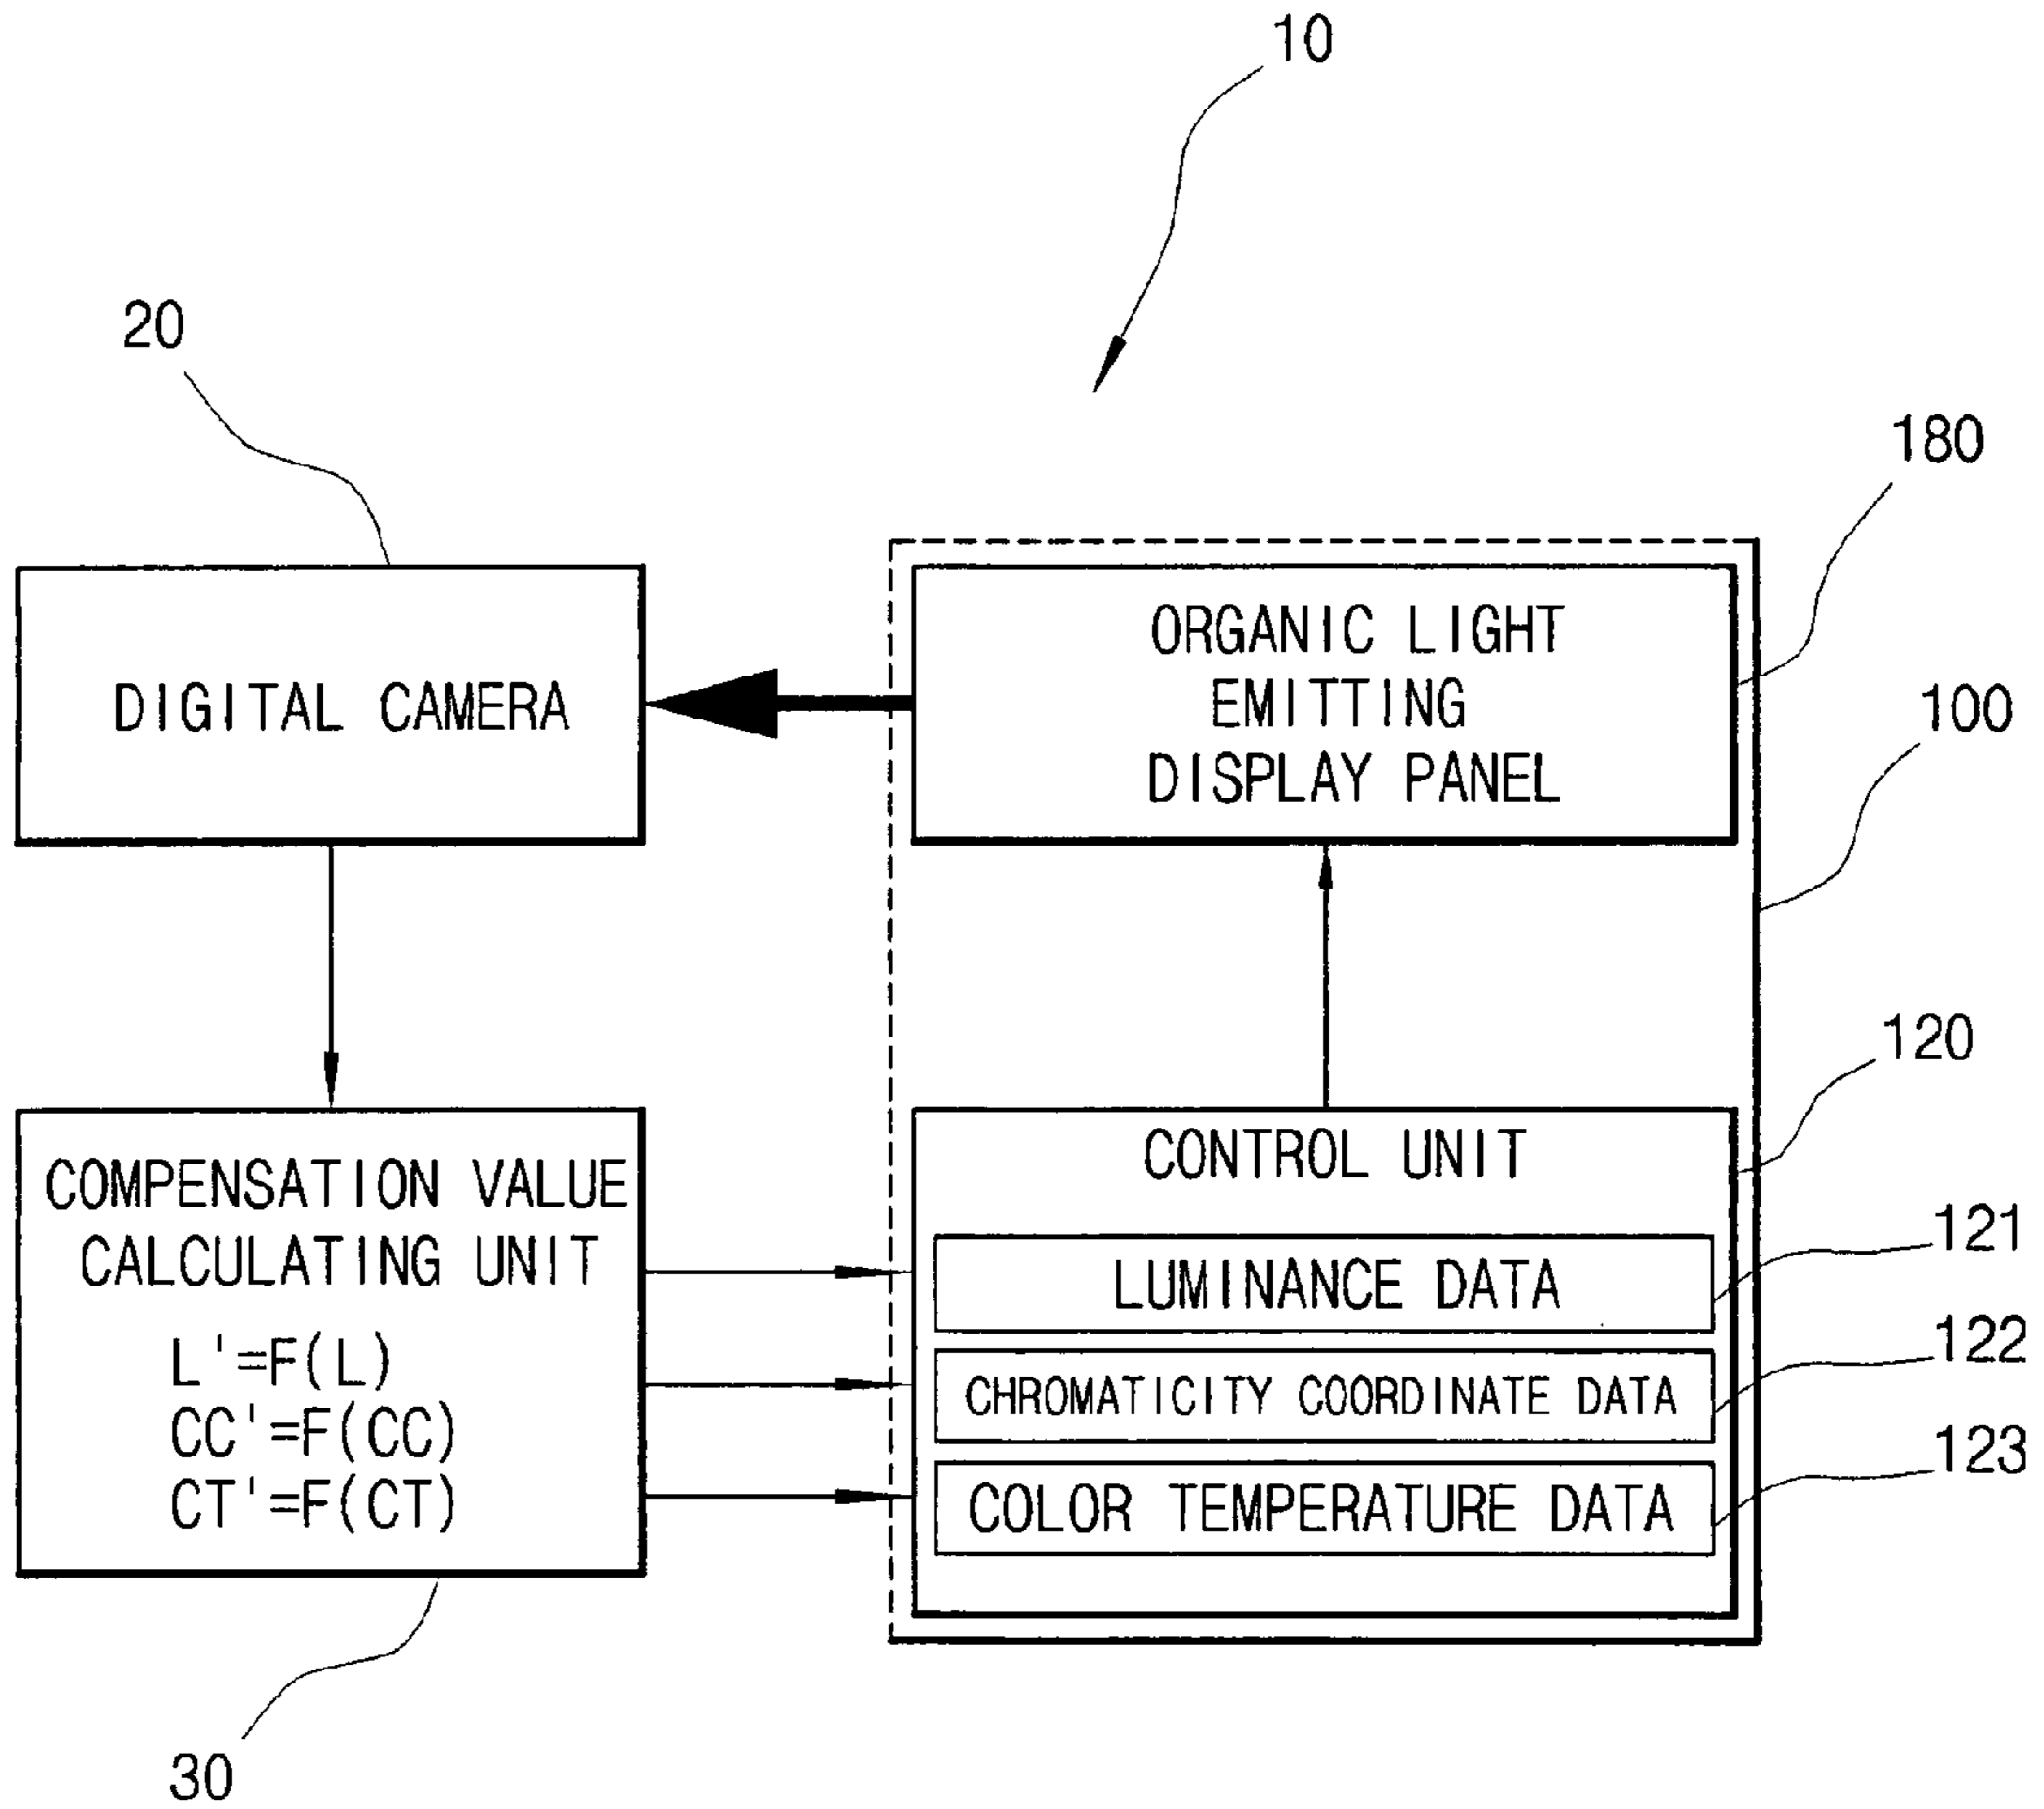 10
20
180
DIGITAL CAMERA
ORGANIC LIGHT
EMITTING
DISPLAY PANEL
100
120
COMPENSATION VALUE
CALCULATING UNIT
L'=F(L)
CC'=F(CC)
CT'=F(CT)
CONTROL UNIT
LUMINANCE DATA
CHROMATICITY COORDINATE DATA
COLOR TEMPERATURE DATA
121
122
123
30